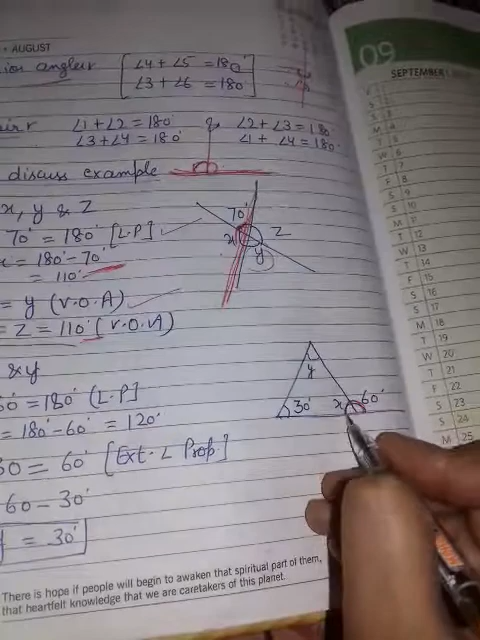 AUGUST
ior angles [∠4 + ∠5 = 180°
∠3 + ∠6 = 180]
air ∠1 + ∠2 = 180° ∠2 + ∠3 = 180°
∠3 + ∠4 = 180° ∠1 + ∠4 = 180°
discuss example
x, y & z
70° = 180° [L.P]
= 180° - 70°
= 110°
= y (V.O.A)
= z = 110° (V.O.A)
70°
x
z
y
& y
60° = 180° (L.P]
= 180° - 60° = 120°
30 = 60° [Ext. ∠ Prop.]
60 - 30°
y = 30°
y
30°
x
60°
There is hope if people will begin to awaken that spiritual part of them,
that heartfelt knowledge that we are caretakers of this planet.
09
SEPTEMBER
F 1
S 2
S 3
M 4
T 5
W 6
T 7
F 8
S 9
S 10
M 11
T 12
W 13
T 14
F 15
S 16
S 17
M 18
T 19
W 20
T 21
F 22
S 23
S 24
M 25